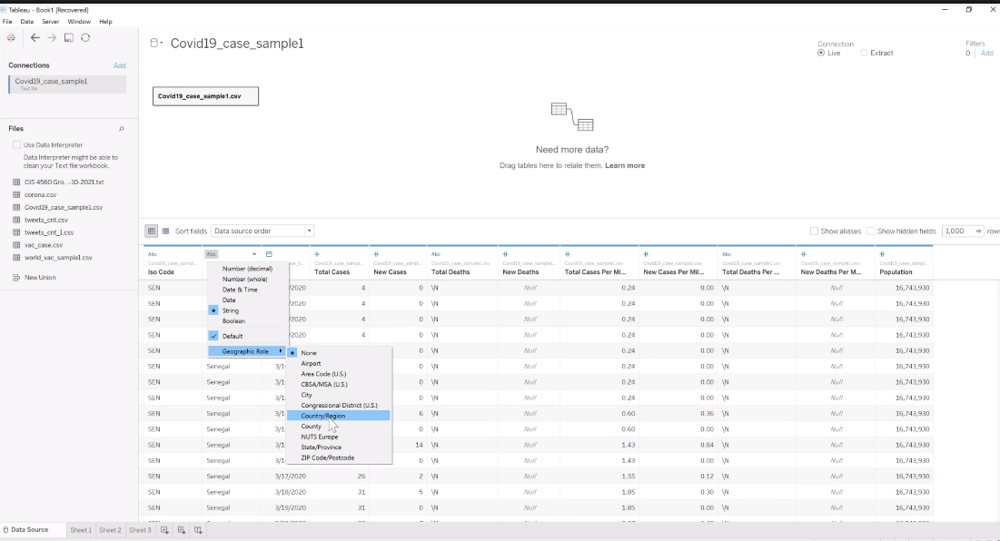 Tableau - Book1 [Recovered]
File Data Server Window Help
Connections Add
Covid19_case_sample1
Text file
Files
Use Data Interpreter
Data Interpreter might be able to
clean your Text file workbook.
CIS 4560 Gro...-10-2021.txt
corona.csv
Covid19_case_sample1.csv
tweets_cnt.csv
tweets_cnt_1.csv
vac_case.csv
world_vac_sample1.csv
New Union
Covid19_case_sample1
Connection
Live Extract
Filters
0 Add
Covid19_case_sample1.csv
Need more data?
Drag tables here to relate them. Learn more
Sort fields Data source order Show aliases Show hidden fields 1,000 rows
Abc Abc # # Abc # # # Abc # #
Covid19_case_sampl... Covid19_case_sampl... Covid19_case_sample1.csv Covid19_case_sample1.csv Covid19_case_sample1.csv Covid19_case_sample1.csv Covid19_case_sample1.csv Covid19_case_sample1.csv Covid19_case_sampl...
Iso Code Total Cases New Cases Total Deaths New Deaths Total Cases Per Mi... New Cases Per Mil... Total Deaths Per ... New Deaths Per M... Population
SEN /2020 4 0 \N Null 0.24 0.00 \N Null 16,743,930
SEN /2020 4 0 \N Null 0.24 0.00 \N Null 16,743,930
SEN /2020 4 0 \N Null 0.24 0.00 \N Null 16,743,930
SEN /2020 4 0 \N Null 0.24 0.00 \N Null 16,743,930
SEN 0 \N Null 0.24 0.00 \N Null 16,743,930
SEN Senegal 3/1 0 \N Null 0.24 0.00 \N Null 16,743,930
SEN Senegal 3/1 0 \N Null 0.24 0.00 \N Null 16,743,930
SEN Senegal 3/1 0 \N Null 0.24 0.00 \N Null 16,743,930
SEN Senegal 3/1 6 \N Null 0.60 0.36 \N Null 16,743,930
SEN Senegal 3/1 0 \N Null 0.60 0.00 \N Null 16,743,930
SEN Senegal 3/1 14 \N Null 1.43 0.84 \N Null 16,743,930
SEN Senegal 3/1 0 \N Null 1.43 0.00 \N Null 16,743,930
SEN Senegal 3/17/2020 26 2 \N Null 1.55 0.12 \N Null 16,743,930
SEN Senegal 3/18/2020 31 5 \N Null 1.85 0.30 \N Null 16,743,930
SEN Senegal 3/19/2020 31 0 \N Null 1.85 0.00 \N Null 16,743,930
Number (decimal)
Number (whole)
Date & Time
Date
String
Boolean
Default
Geographic Role
None
Airport
Area Code (U.S.)
CBSA/MSA (U.S.)
City
Congressional District (U.S.)
Country/Region
County
NUTS Europe
State/Province
ZIP Code/Postcode
Data Source Sheet 1 Sheet 2 Sheet 3